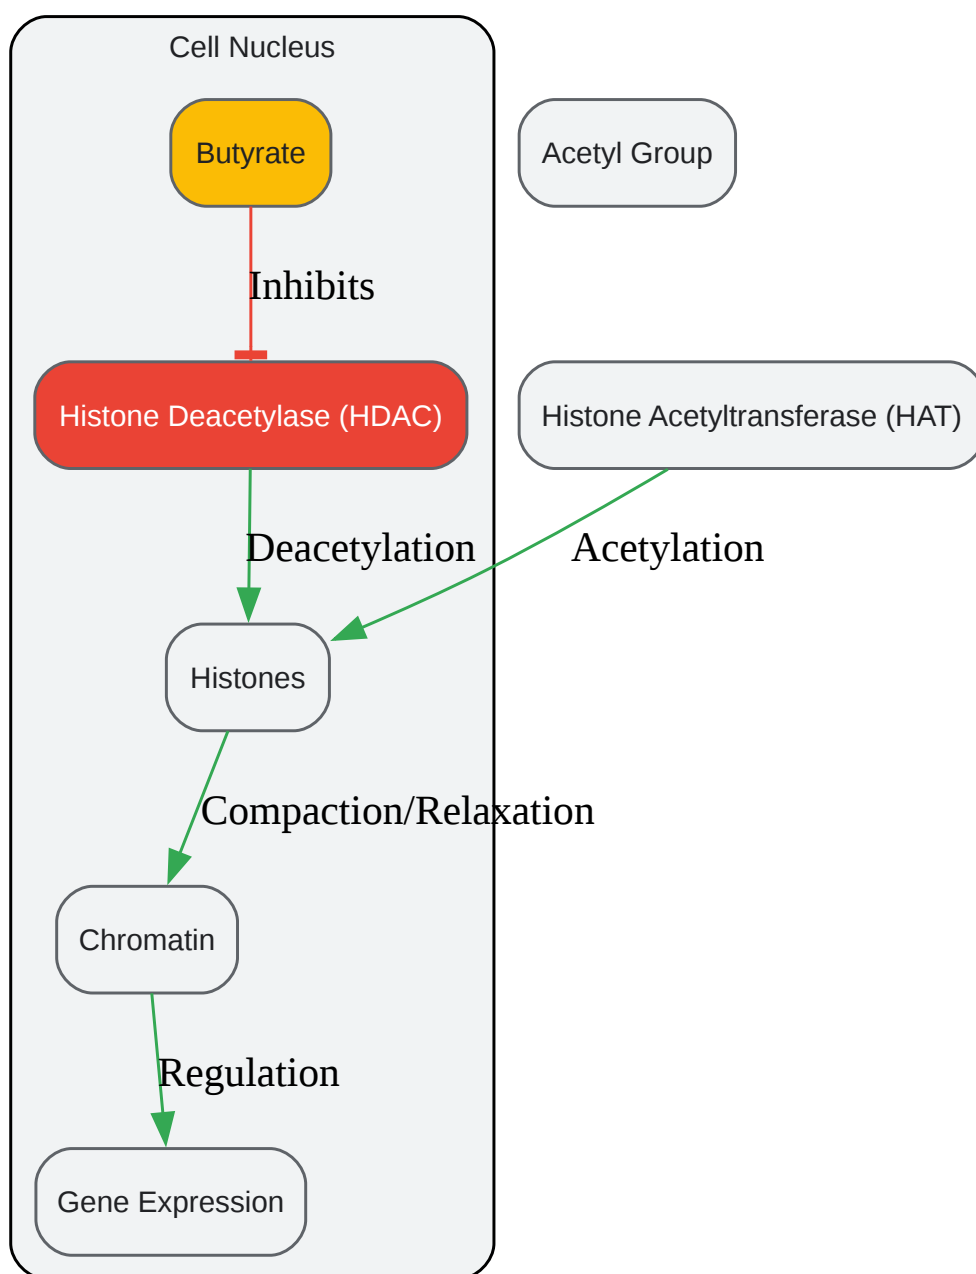 Cell Nucleus
Butyrate
Acetyl Group
Inhibits
Histone Deacetylase (HDAC)
Histone Acetyltransferase (HAT)
Deacetylation
Acetylation
Histones
Compaction/Relaxation
Chromatin
Regulation
Gene Expression